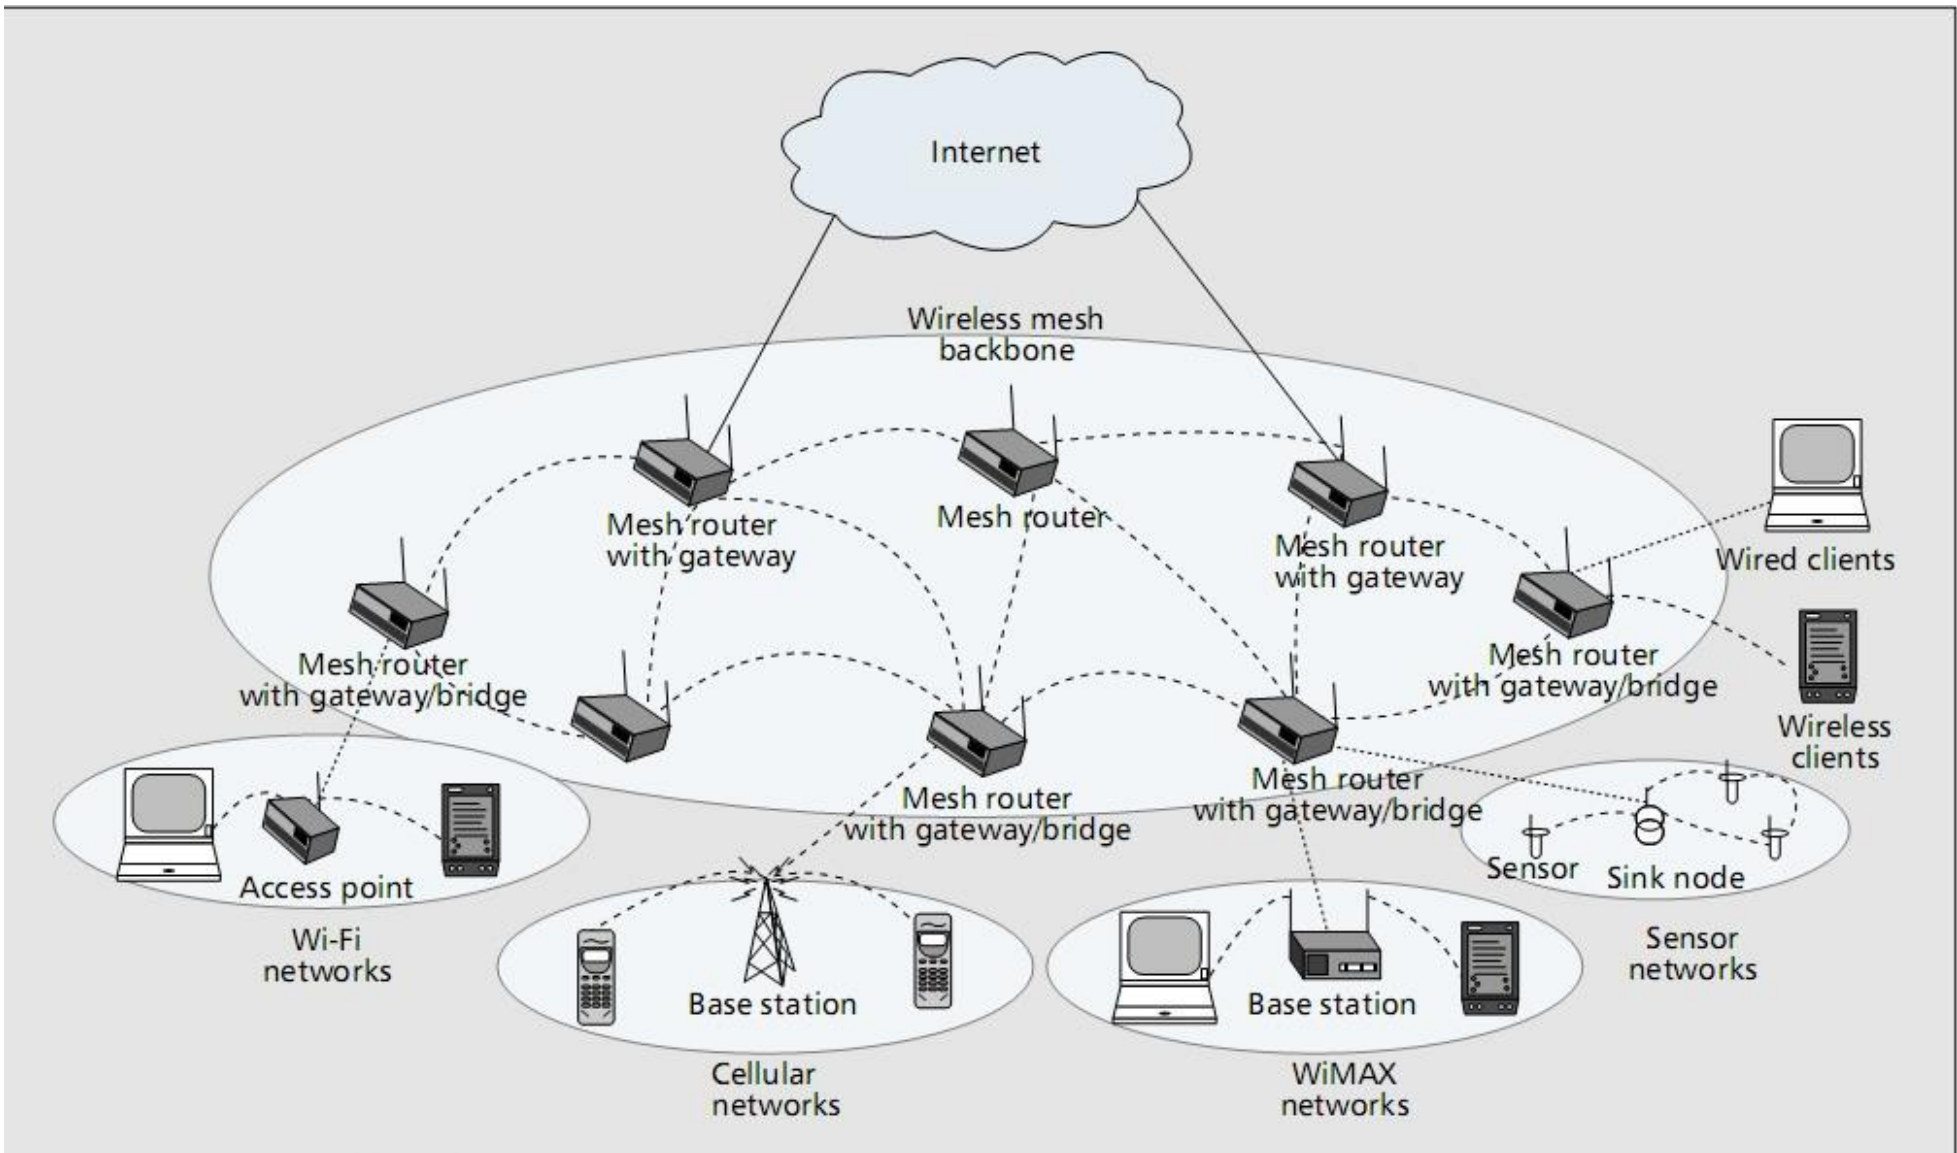 Internet
Wireless mesh
backbone
Mesh router
with gateway
Mesh router
Mesh router
with gateway
Wired clients
Mesh router
with gateway/bridge
Mesh router
with gateway/bridge
Wireless
clients
Mesh router
with gateway/bridge
Mesh router
with gateway/bridge
Access point
Sensor
Sink node
Wi-Fi
networks
Base station
Base station
Sensor
networks
Cellular
networks
WiMAX
networks